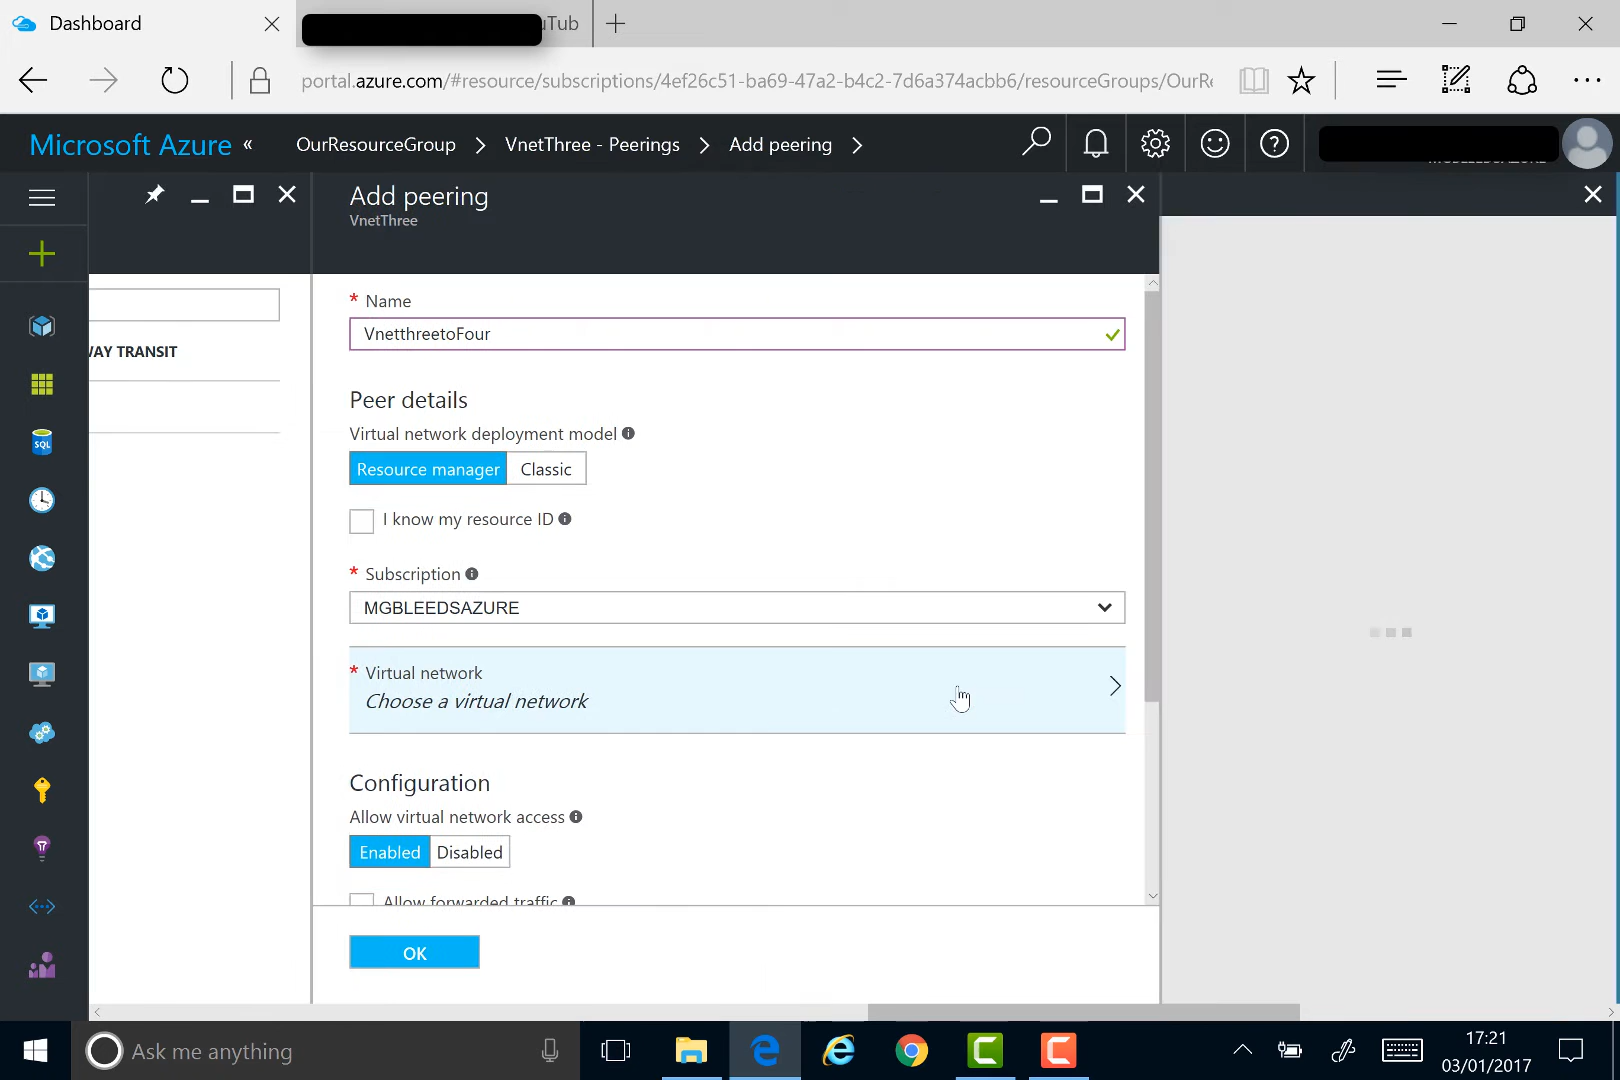 Dashboard
uTub
portal.azure.com/#resource/subscriptions/4ef26c51-ba69-47a2-b4c2-7d6a374acbb6/resourceGroups/OurRe
Microsoft Azure « OurResourceGroup > VnetThree - Peerings > Add peering >
Add peering
VnetThree
* Name
VnetthreetoFour
WAY TRANSIT
Peer details
Virtual network deployment model
Resource manager Classic
SQL
I know my resource ID
* Subscription
MGBLEEDSAZURE
* Virtual network
Choose a virtual network
Configuration
Allow virtual network access
Enabled Disabled
Allow forwarded traffic
OK
Ask me anything
17:21
03/01/2017